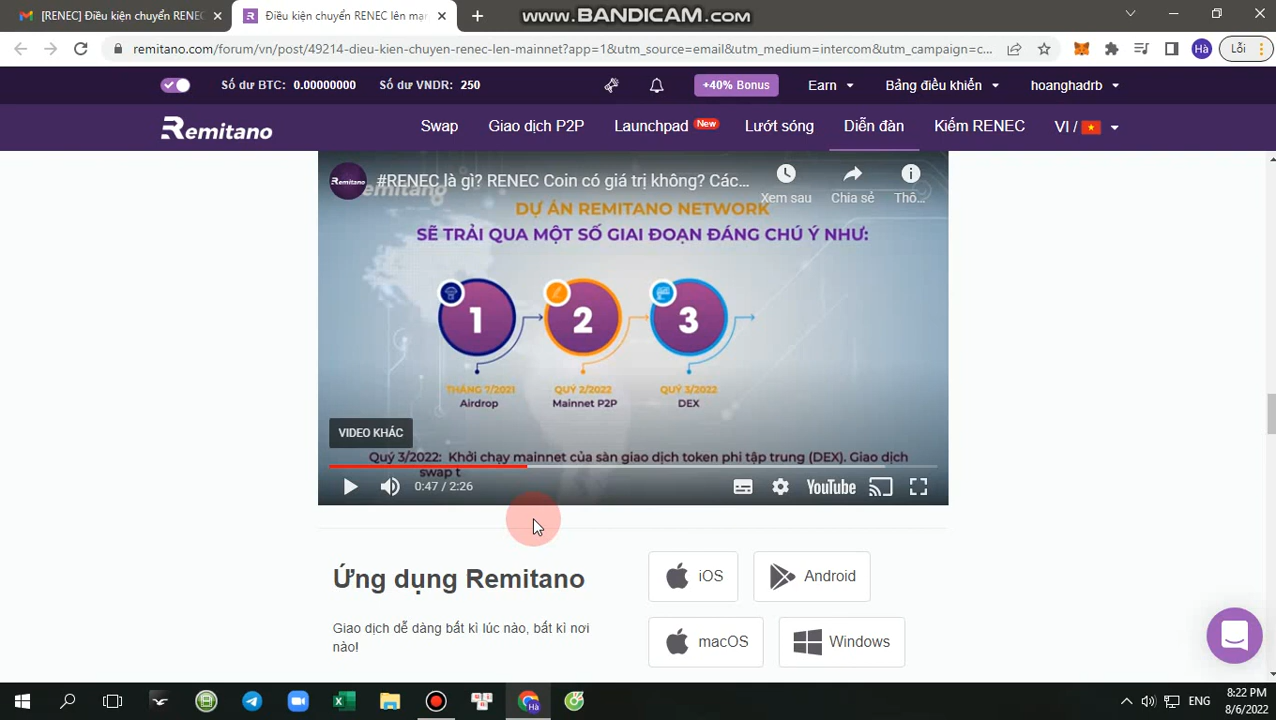 [RENEC] Điều kiện chuyển RENEC
Điều kiện chuyển RENEC lên mạn
www.BANDICAM.com
remitano.com/forum/vn/post/49214-dieu-kien-chuyen-renec-len-mainnet?app=1&utm_source=email&utm_medium=intercom&utm_campaign=c...
Hà
Lỗi
Số dư BTC: 0.00000000
Số dư VNDR: 250
+40% Bonus
Earn
Bảng điều khiển
hoanghadrb
Remitano
Swap
Giao dịch P2P
Launchpad New
Lướt sóng
Diễn đàn
Kiếm RENEC
VI /
Remitano
#RENEC là gì? RENEC Coin có giá trị không? Các...
Xem sau
Chia sẻ
Thô...
DỰ ÁN REMITANO NETWORK
SẼ TRẢI QUA MỘT SỐ GIAI ĐOẠN ĐÁNG CHÚ Ý NHƯ:
1
2
3
THÁNG 7/2021
QUÝ 2/2022
QUÝ 3/2022
Airdrop
Mainnet P2P
DEX
VIDEO KHÁC
Quý 3/2022: Khởi chạy mainnet của sàn giao dịch token phi tập trung (DEX). Giao dịch
swap t
0:47 / 2:26
YouTube
Ứng dụng Remitano
Giao dịch dễ dàng bất kì lúc nào, bất kì nơi
nào!
iOS
Android
macOS
Windows
Hà
ENG
8:22 PM
8/6/2022